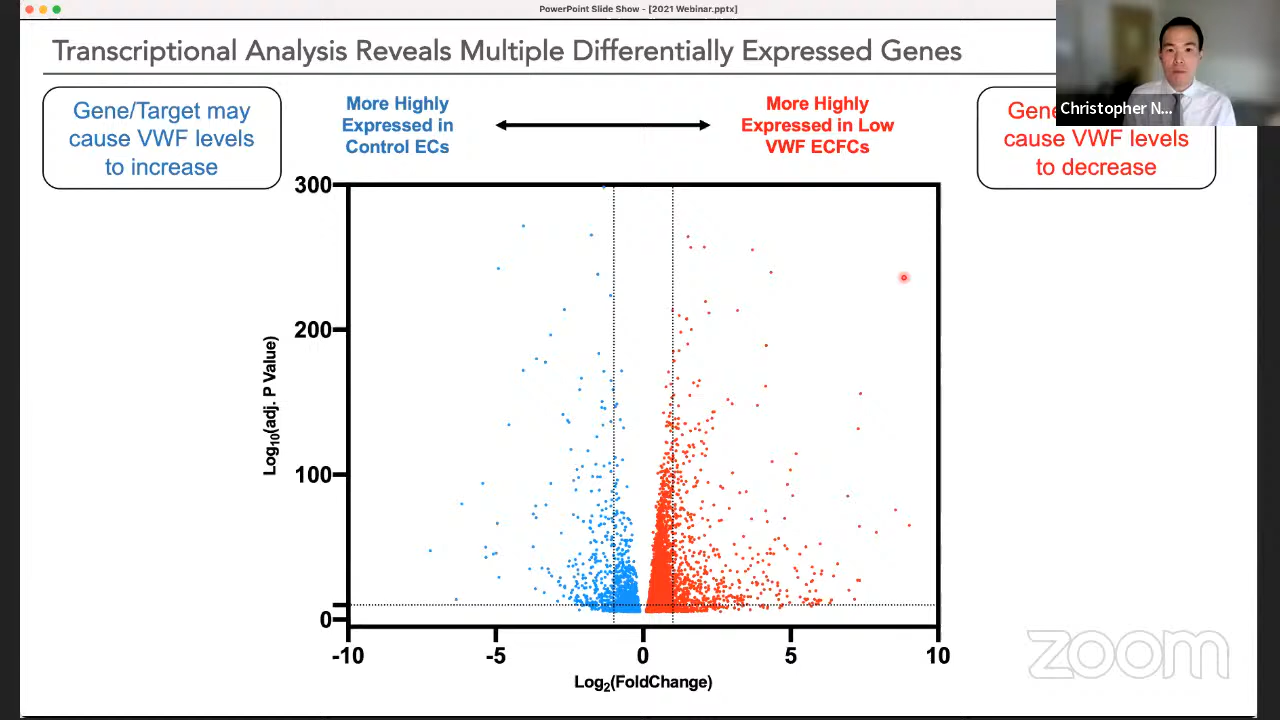 PowerPoint Slide Show - [2021 Webinar.pptx]
Transcriptional Analysis Reveals Multiple Differentially Expressed Genes
Christopher N...
Gene/Target may
cause VWF levels
to increase
More Highly
Expressed in
Control ECs
More Highly
Expressed in Low
VWF ECFCs
cause VWF levels
to decrease
300
200
100
0
Log10(adj. P Value)
-10
-5
0
5
10
Log2(FoldChange)
zoom